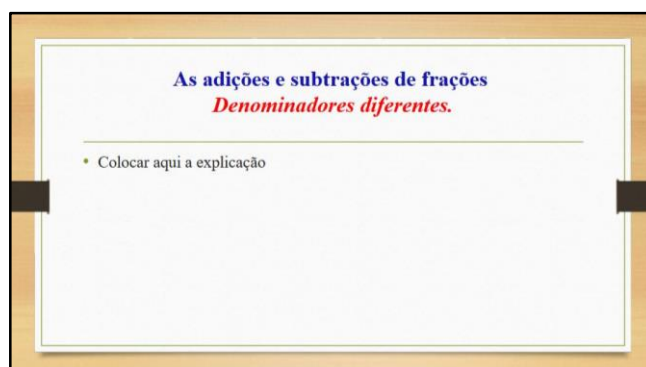 As adições e subtrações de frações
Denominadores diferentes.
• Colocar aqui a explicação